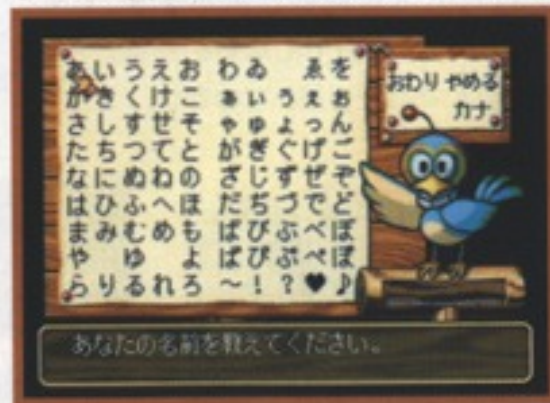 あいうえお わゐ ゑを
かきくけこ ぁぃぅぇぉ
さしすせそ ゃゅょっん
たちつてと がぎぐげご
なにぬねの ざじずぜぞ
はひふへほ だぢづでど
まみむめも ばびぶべぼ
や ゆ よ ぱぴぷぺぽ
らりるれろ ~!?♥♪
おわり やめる
カナ
あなたの名前を教えてください。